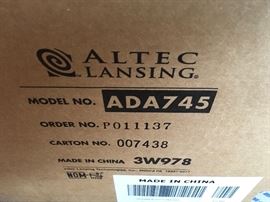 ALTEC
LANSING®
MODEL NO. ADA745
ORDER NO. P011137
CARTON NO. 007438
MADE IN CHINA 3W978
MADE IN CHINA